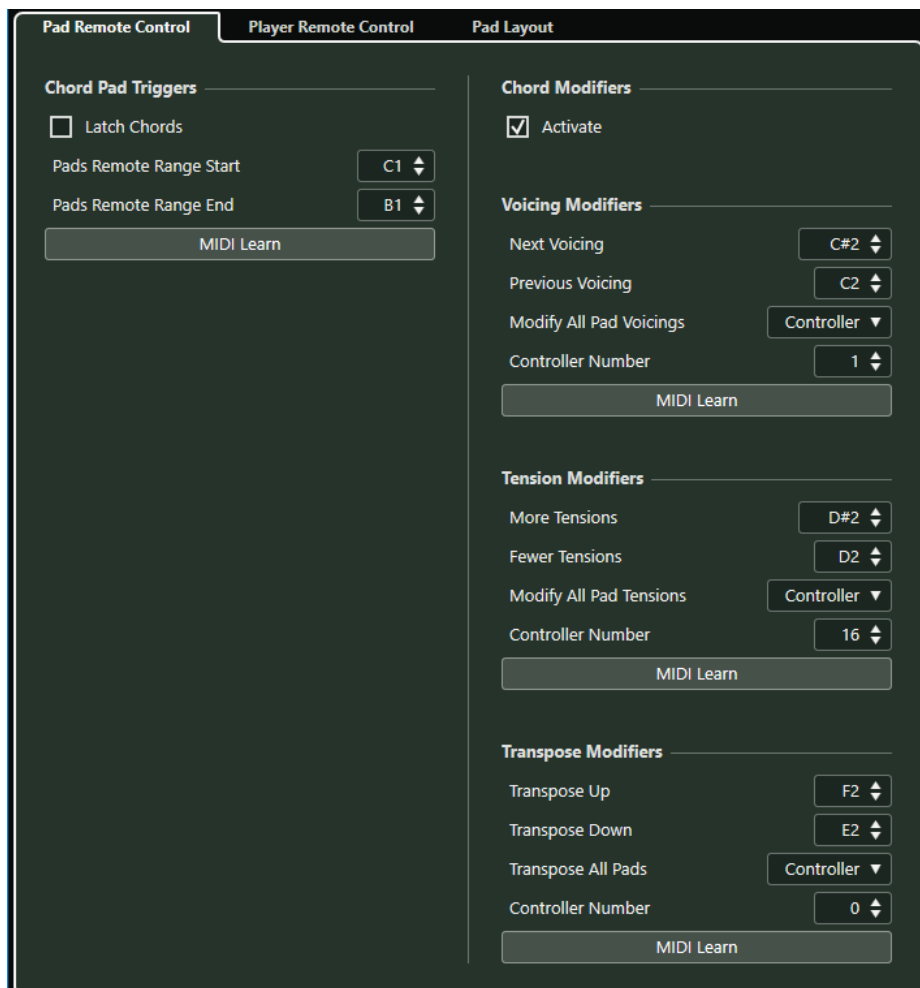 Pad Remote Control Player Remote Control Pad Layout
Chord Pad Triggers
Latch Chords
Pads Remote Range Start C1
Pads Remote Range End B1
MIDI Learn
Chord Modifiers
Activate
Voicing Modifiers
Next Voicing C#2
Previous Voicing C2
Modify All Pad Voicings Controller
Controller Number 1
MIDI Learn
Tension Modifiers
More Tensions D#2
Fewer Tensions D2
Modify All Pad Tensions Controller
Controller Number 16
MIDI Learn
Transpose Modifiers
Transpose Up F2
Transpose Down E2
Transpose All Pads Controller
Controller Number 0
MIDI Learn